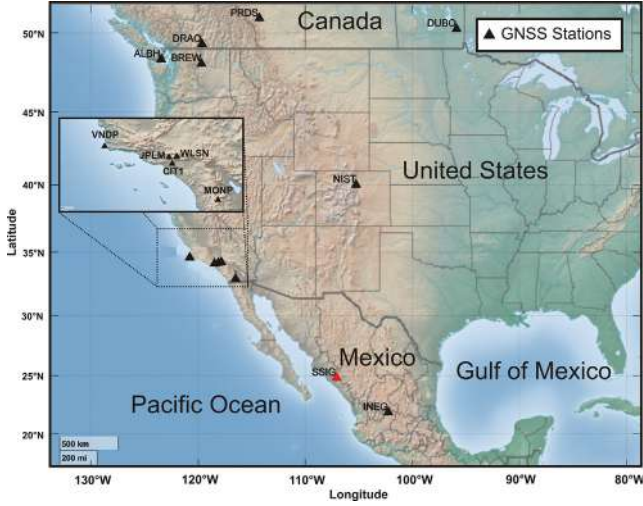 50°N
45°N
40°N
35°N
30°N
25°N
20°N
Latitude
130°W
120°W
110°W
100°W
90°W
80°W
Longitude
PRDS
Canada
DUBO
GNSS Stations
DRAO
ALBH
BREW
VNDP
JPLM
WLSN
CIT1
MONP
United States
NIST
Mexico
SSIG
Gulf of Mexico
INEG
Pacific Ocean
500 km
200 mi